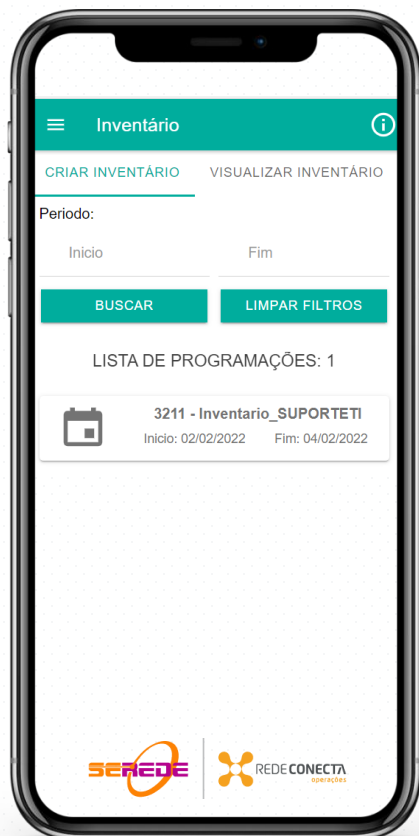 Inventário
CRIAR INVENTÁRIO VISUALIZAR INVENTÁRIO
Periodo:
Inicio Fim
BUSCAR LIMPAR FILTROS
LISTA DE PROGRAMAÇÕES: 1
3211 - Inventario_SUPORTETI
Inicio: 02/02/2022 Fim: 04/02/2022
SEREDE REDE CONECTA
operações